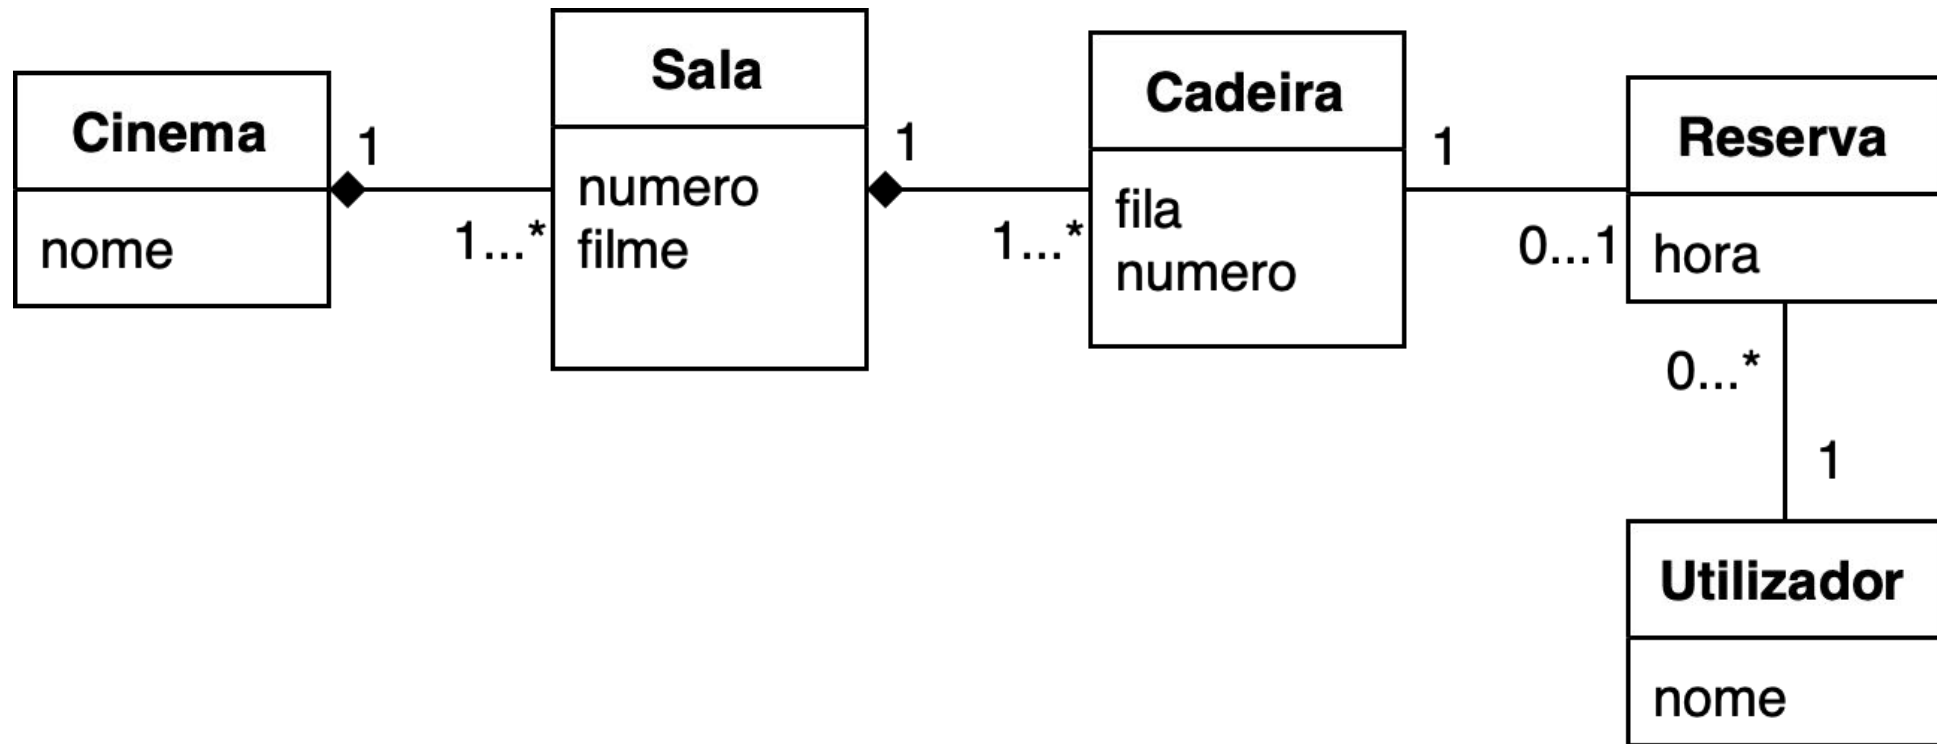 Cinema
nome
1
1...*
Sala
numero
filme
1
1...*
Cadeira
fila
numero
1
0...1
Reserva
hora
0...*
1
Utilizador
nome